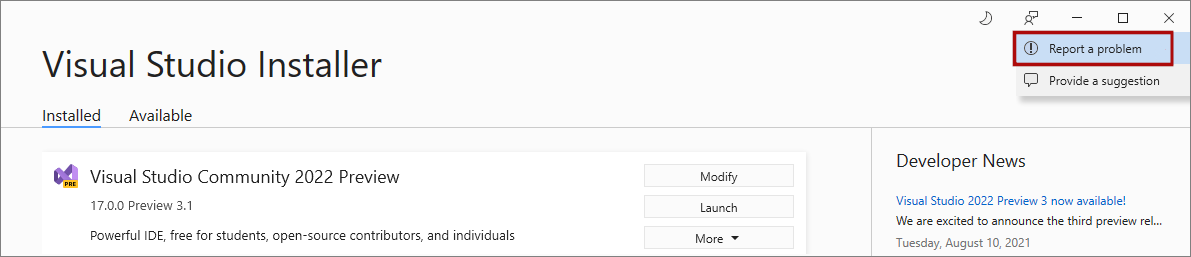 Report a problem
Provide a suggestion
Visual Studio Installer
Installed
Available
PRE
Visual Studio Community 2022 Preview
17.0.0 Preview 3.1
Powerful IDE, free for students, open-source contributors, and individuals
Modify
Launch
More
Developer News
Visual Studio 2022 Preview 3 now available!
We are excited to announce the third preview rel...
Tuesday, August 10, 2021